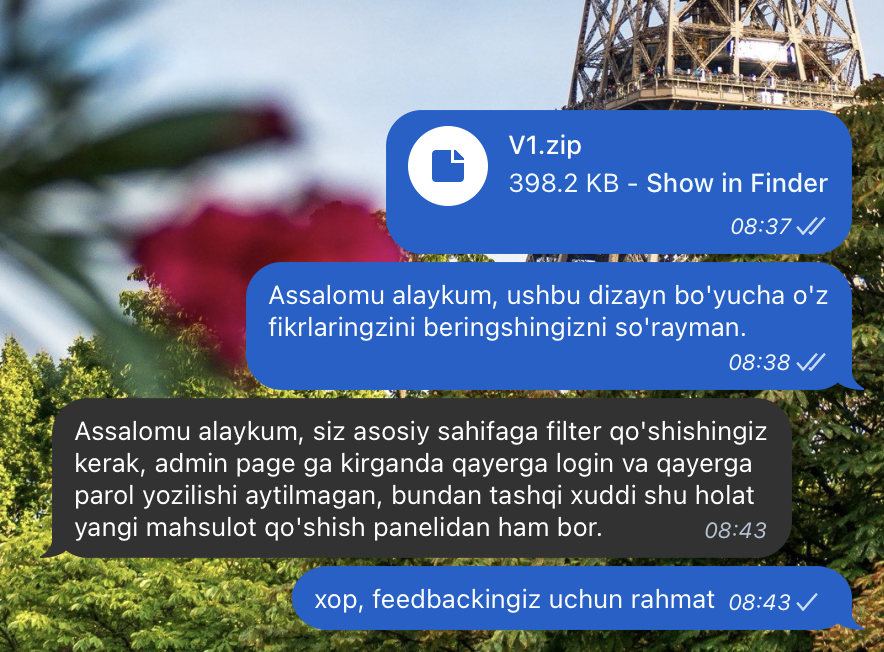 V1.zip
398.2 KB - Show in Finder
08:37
Assalomu alaykum, ushbu dizayn bo'yucha o'z
fikrlaringzini beringshingizni so'rayman.
08:38
Assalomu alaykum, siz asosiy sahifaga filter qo'shishingiz
kerak, admin page ga kirganda qayerga login va qayerga
parol yozilishi aytilmagan, bundan tashqi xuddi shu holat
yangi mahsulot qo'shish panelidan ham bor. 08:43
xop, feedbackingiz uchun rahmat 08:43